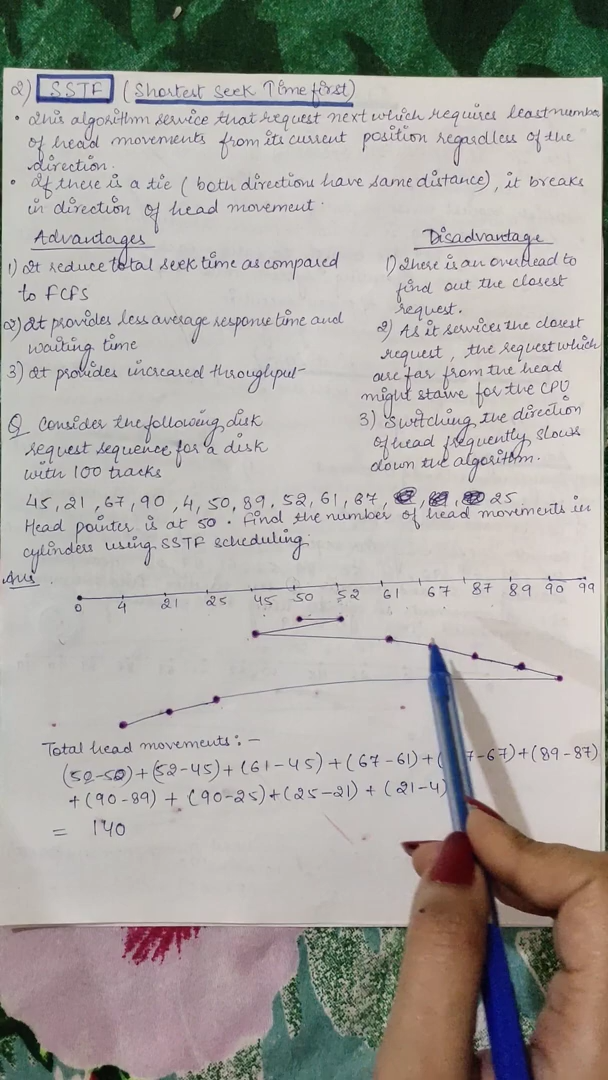 2) SSTF (Shortest Seek Time first)
• This algorithm service that request next which requires least number
of head movements from its current position regardless of the
direction.
• If there is a tie (both directions have same distance), it breaks
in direction of head movement.
Advantages
1) It reduce total seek time as compared
to FCFS
2) It provides less average response time and
waiting time
3) It provides increased throughput
Disadvantage
1) There is an overhead to
find out the closest
request.
2) As it services the closest
request, the request which
are far from the head
might starve for the CPU
3) Switching the direction
of head frequently slows
down the algorithm.
Q Consider the following disk
request sequence for a disk
with 100 tracks
45, 21, 67, 90, 4, 50, 89, 52, 61, 87, 25
Head pointer is at 50. Find the number of head movements in
cylinders using SSTF scheduling.
Ans
0 4 21 25 45 50 52 61 67 87 89 90 99
Total head movements:-
(52-50)+(52-45)+(61-45)+(67-61)+( 7-67)+(89-87)
+(90-89)+(90-25)+(25-21)+(21-4)
= 140